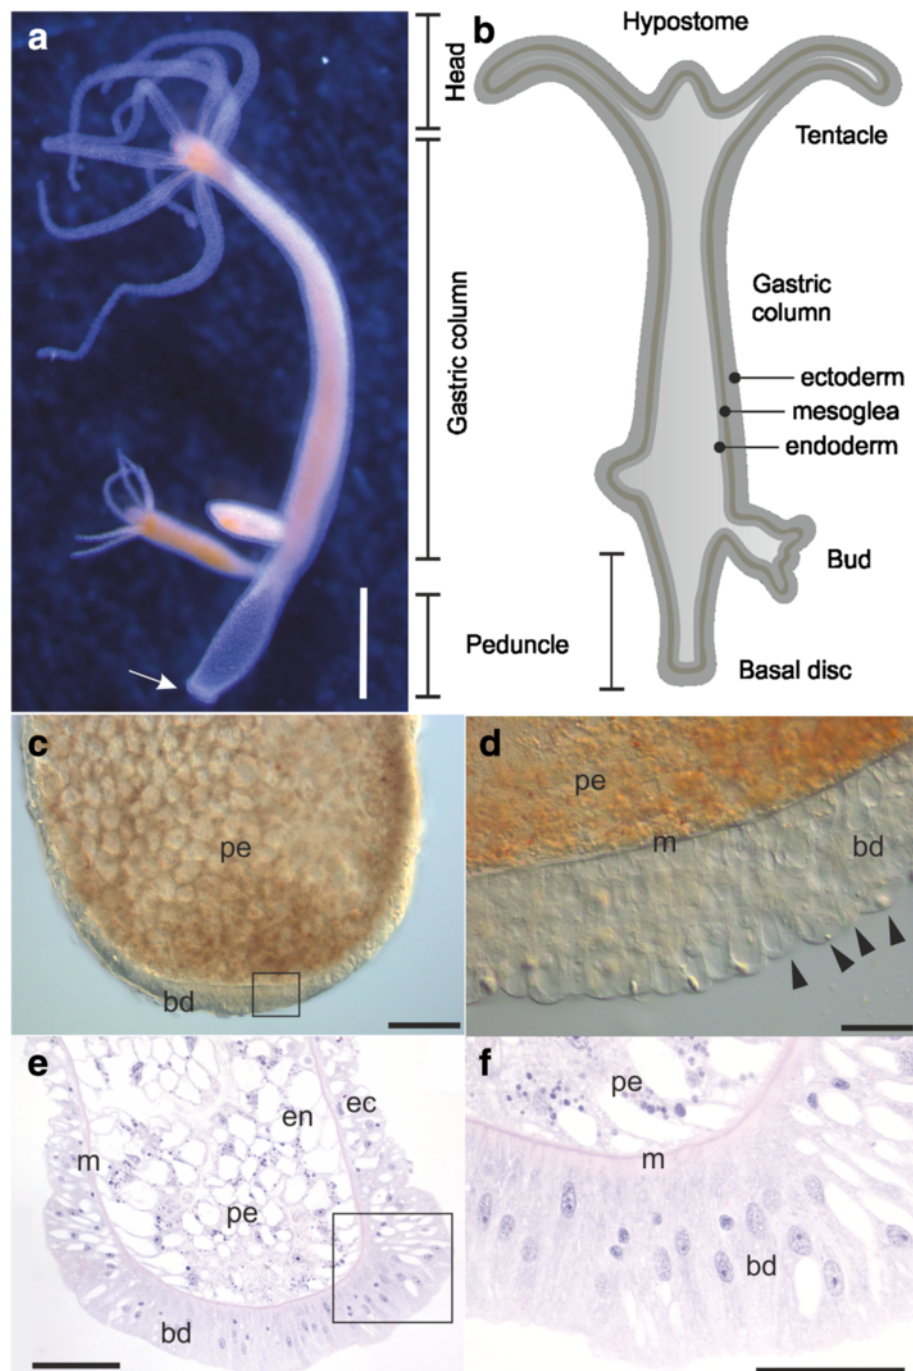 a
Head
Gastric column
Peduncle
b
Hypostome
Tentacle
Gastric
column
ectoderm
mesoglea
endoderm
Bud
Basal disc
c
pe
bd
d
pe
m
bd
e
en
ec
m
pe
bd
f
pe
m
bd